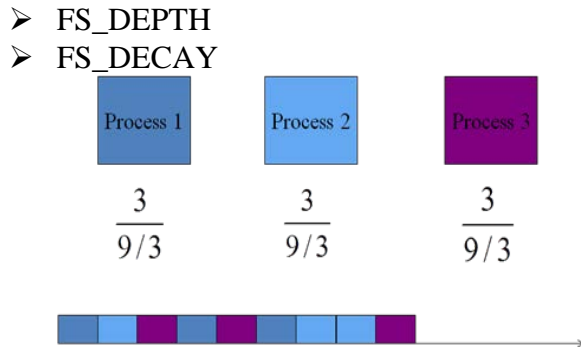 ➢ FS_DEPTH
➢ FS_DECAY
Process 1 Process 2 Process 3
3 3 3
9/3 9/3 9/3